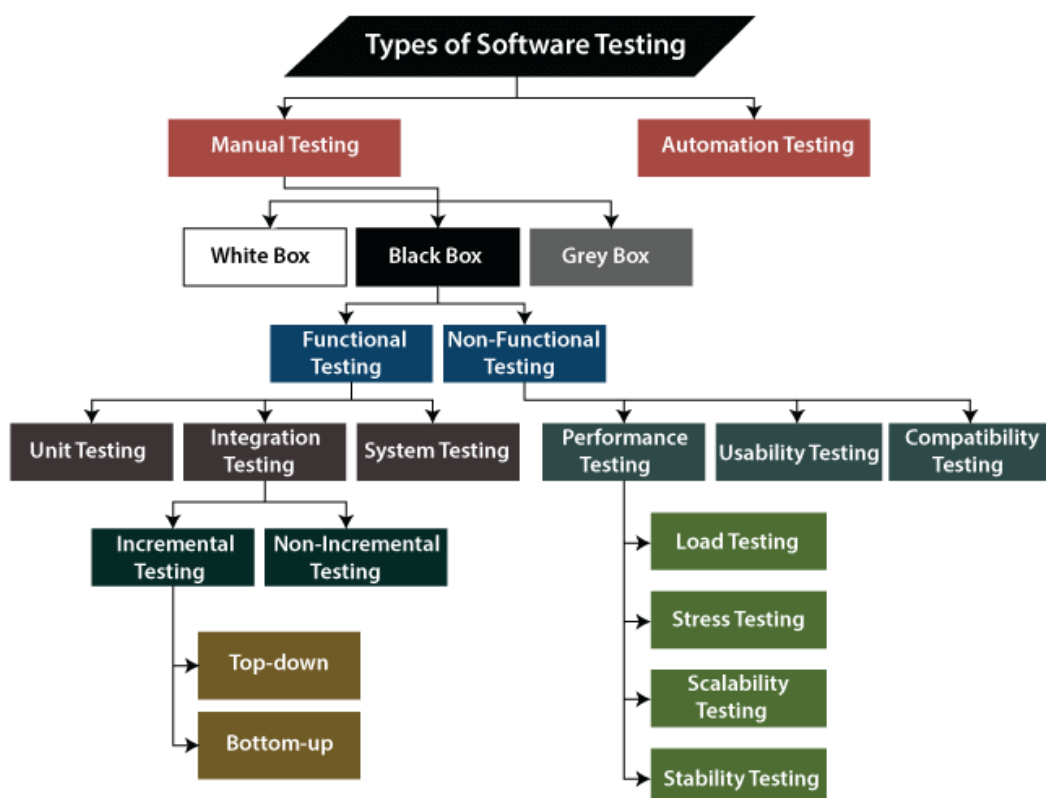 Types of Software Testing
Manual Testing
Automation Testing
White Box
Black Box
Grey Box
Functional
Testing
Non-Functional
Testing
Unit Testing
Integration
Testing
System Testing
Performance
Testing
Usability Testing
Compatibility
Testing
Incremental
Testing
Non-Incremental
Testing
Load Testing
Stress Testing
Scalability
Testing
Stability Testing
Top-down
Bottom-up